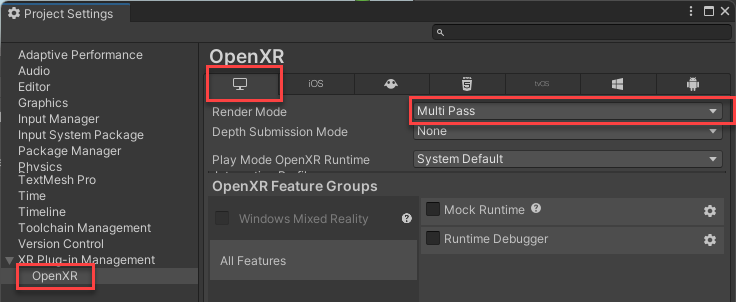 Project Settings
Adaptive Performance
Audio
Editor
Graphics
Input Manager
Input System Package
Package Manager
Physics
TextMesh Pro
Time
Timeline
Toolchain Management
Version Control
XR Plug-in Management
OpenXR
OpenXR
iOS
5
tvOS
Render Mode
Multi Pass
Depth Submission Mode
None
Play Mode OpenXR Runtime
System Default
OpenXR Feature Groups
Windows Mixed Reality ?
All Features
Mock Runtime ?
Runtime Debugger